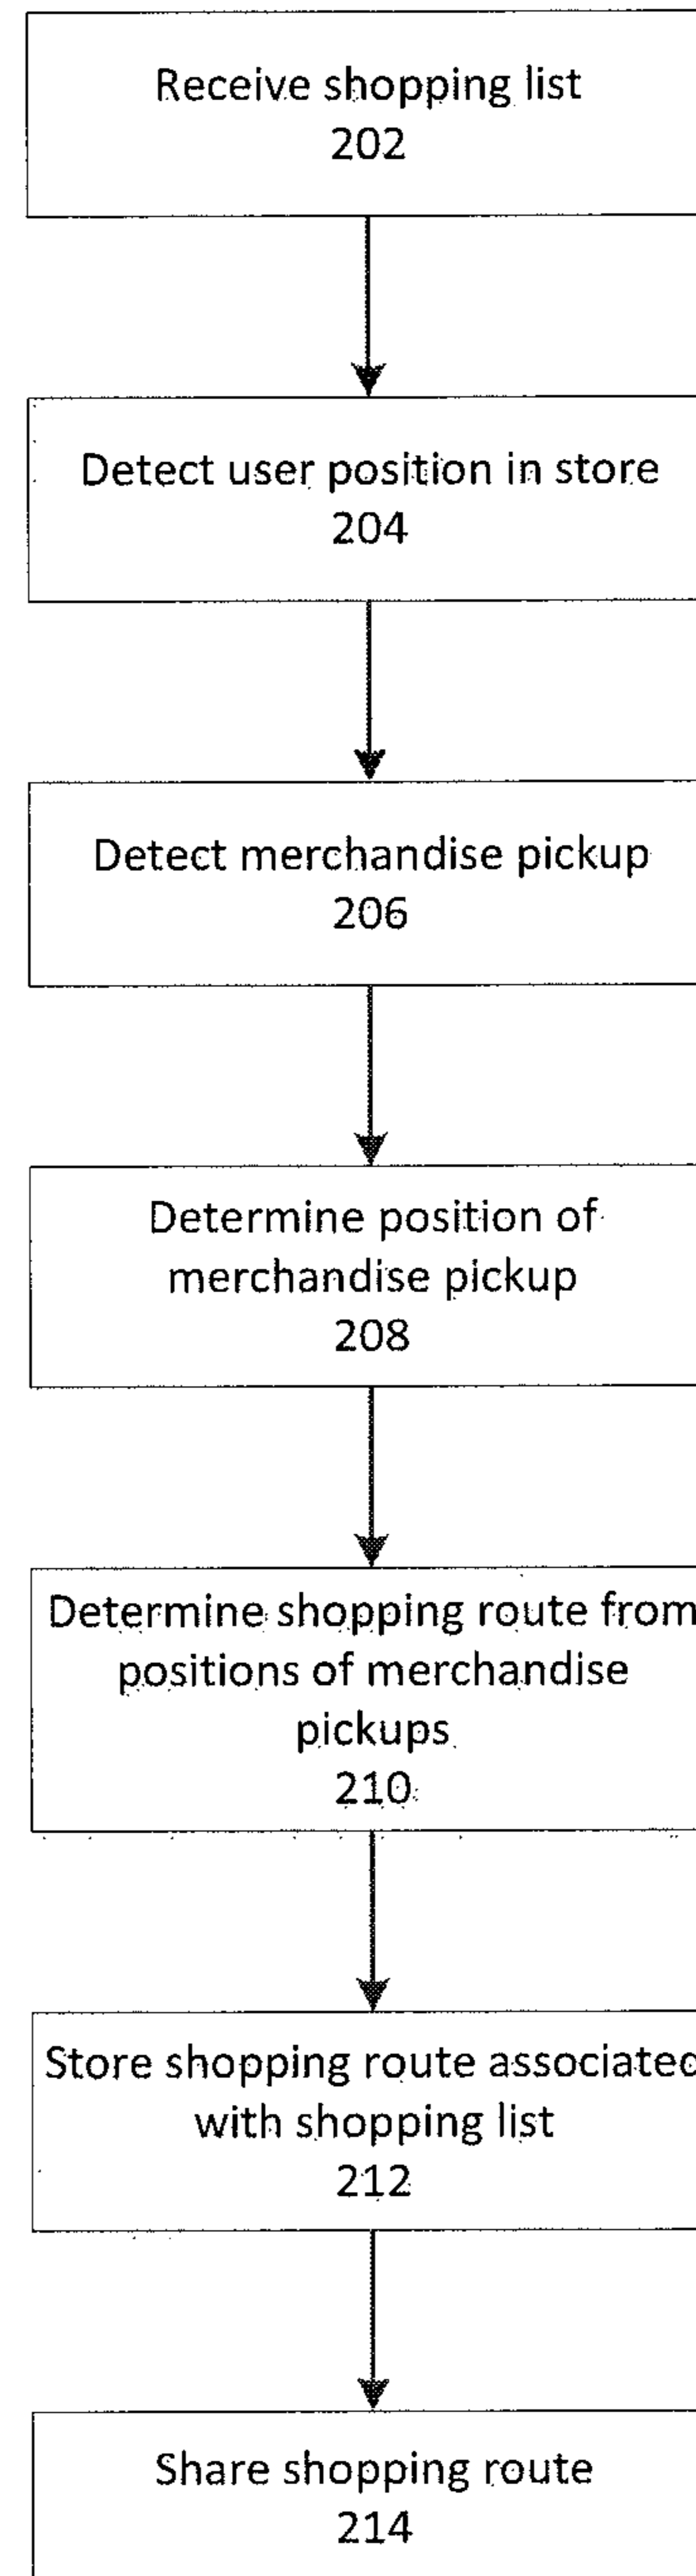 Receive shopping list
202
Detect user position in store
204
Detect merchandise pickup
206
Determine position of
merchandise pickup
208
Determine shopping route from
positions of merchandise
pickups
210
Store shopping route associated
with shopping list
212
Share shopping route
214